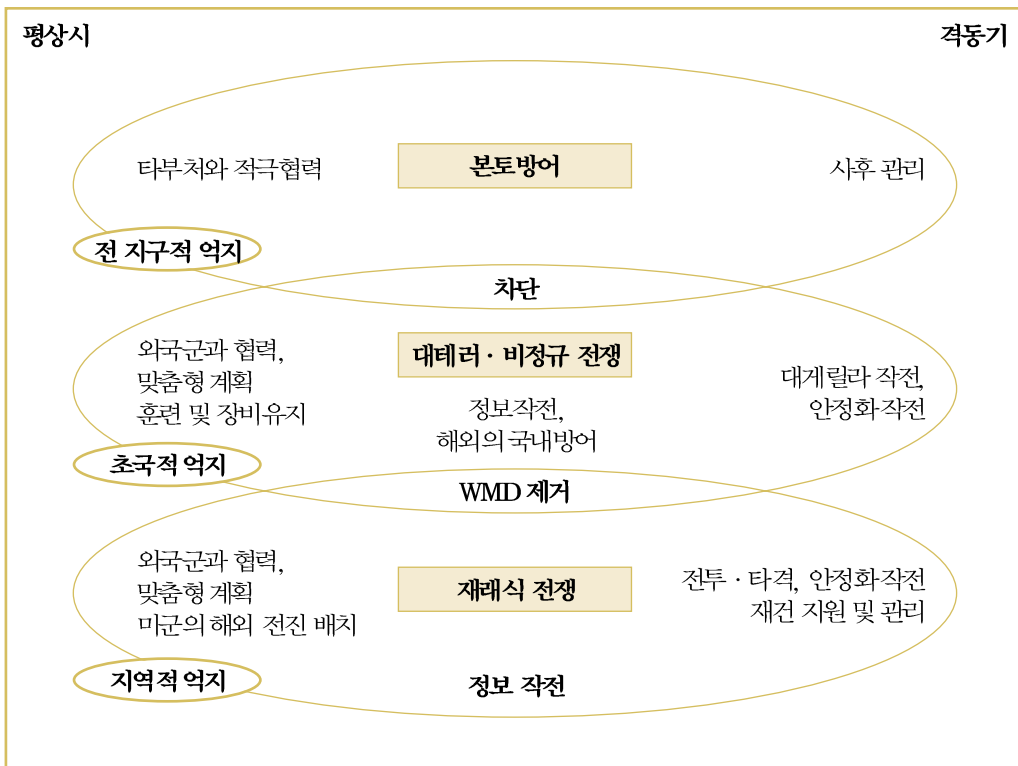 평상시
격동기
타부처와 적극협력
본토방어
사후 관리
전 지구적 억지
차단
외국군과 협력,
맞춤형 계획
훈련 및 장비유지
대테러 · 비정규 전쟁
정보작전,
해외의 국내방어
대게릴라 작전,
안정화작전
초국적 억지
WMD 제거
외국군과 협력,
맞춤형 계획
미군의 해외 전진 배치
재래식 전쟁
전투 · 타격, 안정화작전
재건 지원 및 관리
지역적 억지
정보 작전